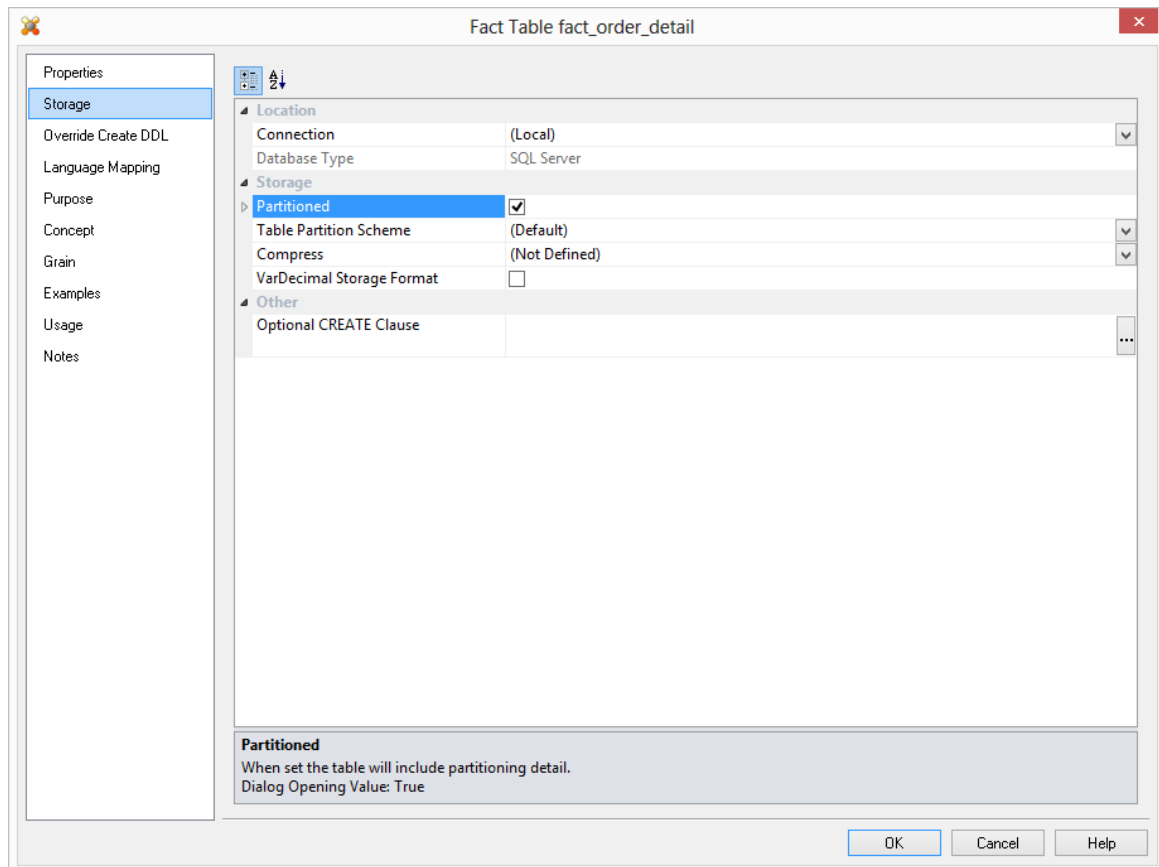 Fact Table fact_order_detail
Properties
Storage
Override Create DDL
Language Mapping
Purpose
Concept
Grain
Examples
Usage
Notes
Location
Connection (Local)
Database Type SQL Server
Storage
Partitioned
Table Partition Scheme (Default)
Compress (Not Defined)
VarDecimal Storage Format
Other
Optional CREATE Clause
...
Partitioned
When set the table will include partitioning detail.
Dialog Opening Value: True
OK Cancel Help